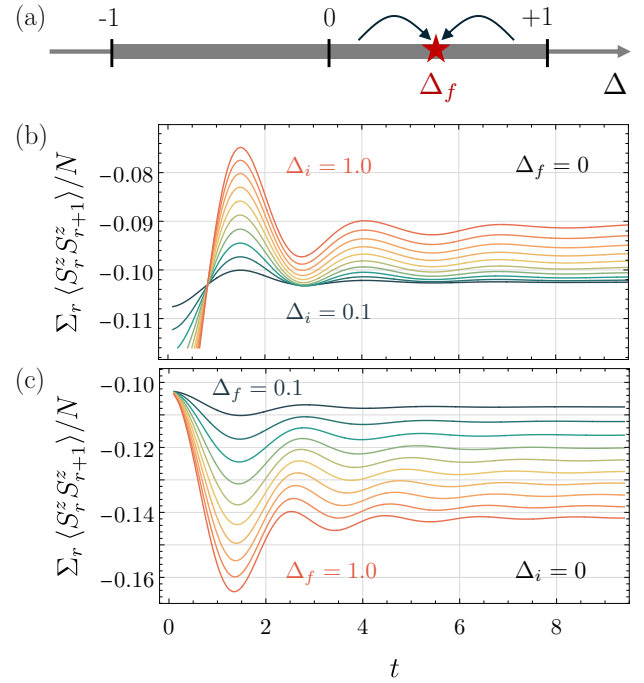 (a)
-1 0 +1
Δ_f Δ
(b)
Σ_r ⟨S^z_r S^z_{r+1}⟩/N
-0.08
-0.09
-0.10
-0.11
Δ_i = 1.0 Δ_f = 0
Δ_i = 0.1
(c)
Σ_r ⟨S^z_r S^z_{r+1}⟩/N
-0.10
-0.12
-0.14
-0.16
Δ_f = 0.1
Δ_f = 1.0 Δ_i = 0
0 2 4 6 8
t